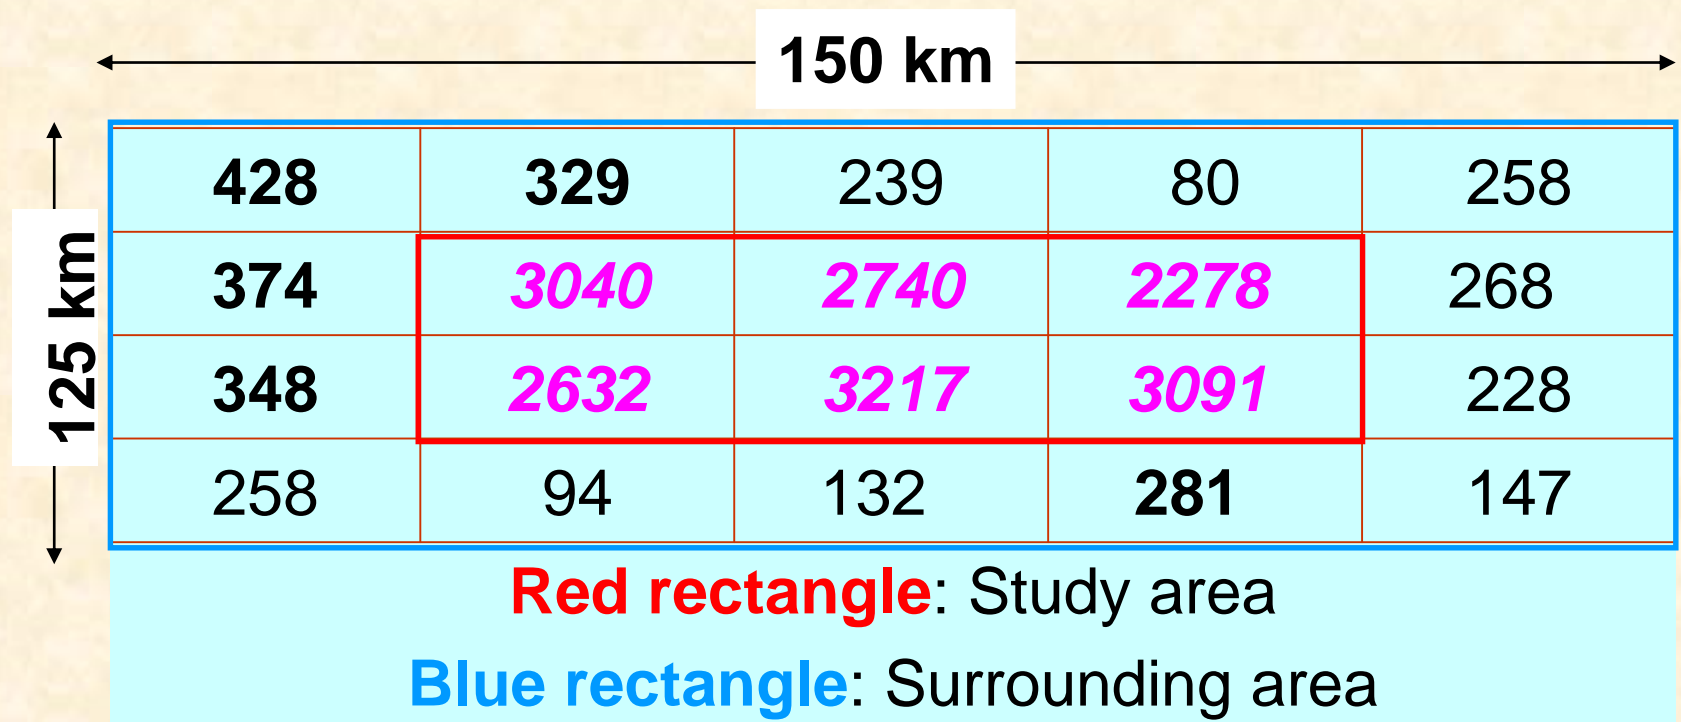 150 km
125 km
428 329 239 80 258
374 3040 2740 2278 268
348 2632 3217 3091 228
258 94 132 281 147
Red rectangle: Study area
Blue rectangle: Surrounding area